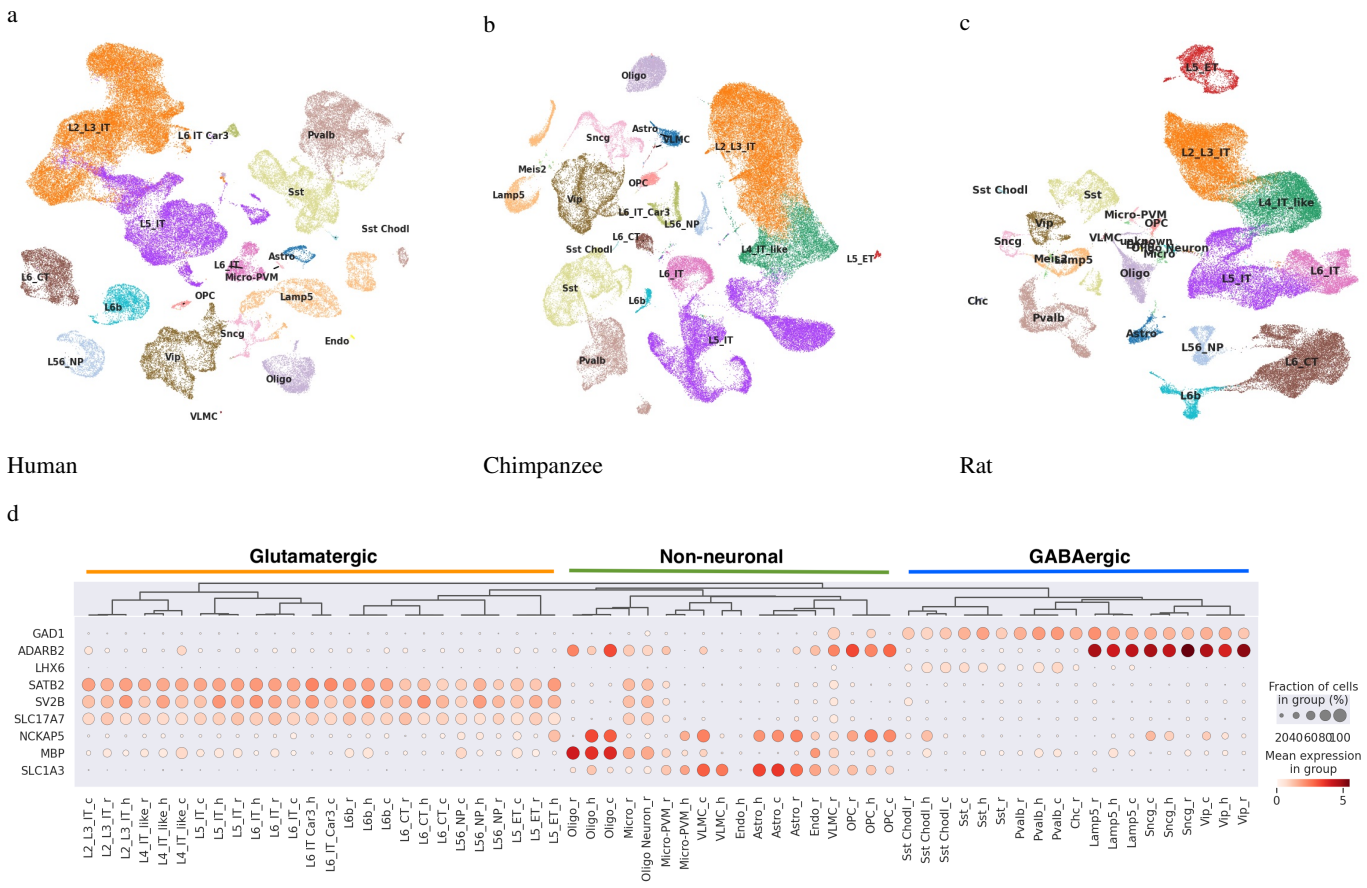 a
b
c
L2_L3_IT
L6 IT Car3
Pvalb
Sst
L5_IT
Sst Chodl
L6_CT
L6_IT
Astro
Micro-PVM
OPC
Lamp5
L6b
Sncg
Endo
L56_NP
Vip
Oligo
VLMC
Oligo
Astro
VLMC
Sncg
L2_L3_IT
Meis2
OPC
Lamp5
Vip
L6_IT_Car3
L56_NP
L6_CT
Sst Chodl
L4_IT_like
L5_ET
Sst
L6_IT
L6b
L5_IT
Pvalb
L5_ET
L2_L3_IT
Sst Chodl
Sst
L4_IT_like
Micro-PVM
OPC
Vip
VLMC
unknown
Sncg
Oligo Neuron
Micro
Meis2
Lamp5
Oligo
L5_IT
L6_IT
Chc
Pvalb
Astro
L56_NP
L6_CT
L6b
Human
Chimpanzee
Rat
d
Glutamatergic
Non-neuronal
GABAergic
GAD1
ADARB2
LHX6
SATB2
SV2B
SLC17A7
NCKAP5
MBP
SLC1A3
Fraction of cells
in group (%)
20406080100
Mean expression
in group
0 5
L2_L3_IT_c
L2_L3_IT_r
L2_L3_IT_h
L4_IT_like_r
L4_IT_like_h
L4_IT_like_c
L5_IT_c
L5_IT_h
L5_IT_r
L6_IT_h
L6_IT_r
L6_IT_c
L6 IT Car3_h
L6_IT_Car3_c
L6b_r
L6b_h
L6b_c
L6_CT_r
L6_CT_h
L6_CT_c
L56_NP_c
L56_NP_h
L56_NP_r
L5_ET_c
L5_ET_r
L5_ET_h
Oligo_r
Oligo_h
Oligo_c
Micro_r
Oligo Neuron_r
Micro-PVM_r
Micro-PVM_h
VLMC_c
VLMC_h
Endo_h
Astro_h
Astro_c
Astro_r
Endo_r
VLMC_r
OPC_r
OPC_h
OPC_c
Sst Chodl_r
Sst Chodl_h
Sst Chodl_c
Sst_c
Sst_h
Sst_r
Pvalb_r
Pvalb_h
Pvalb_c
Chc_r
Lamp5_r
Lamp5_h
Lamp5_c
Sncg_c
Sncg_h
Sncg_r
Vip_c
Vip_h
Vip_r